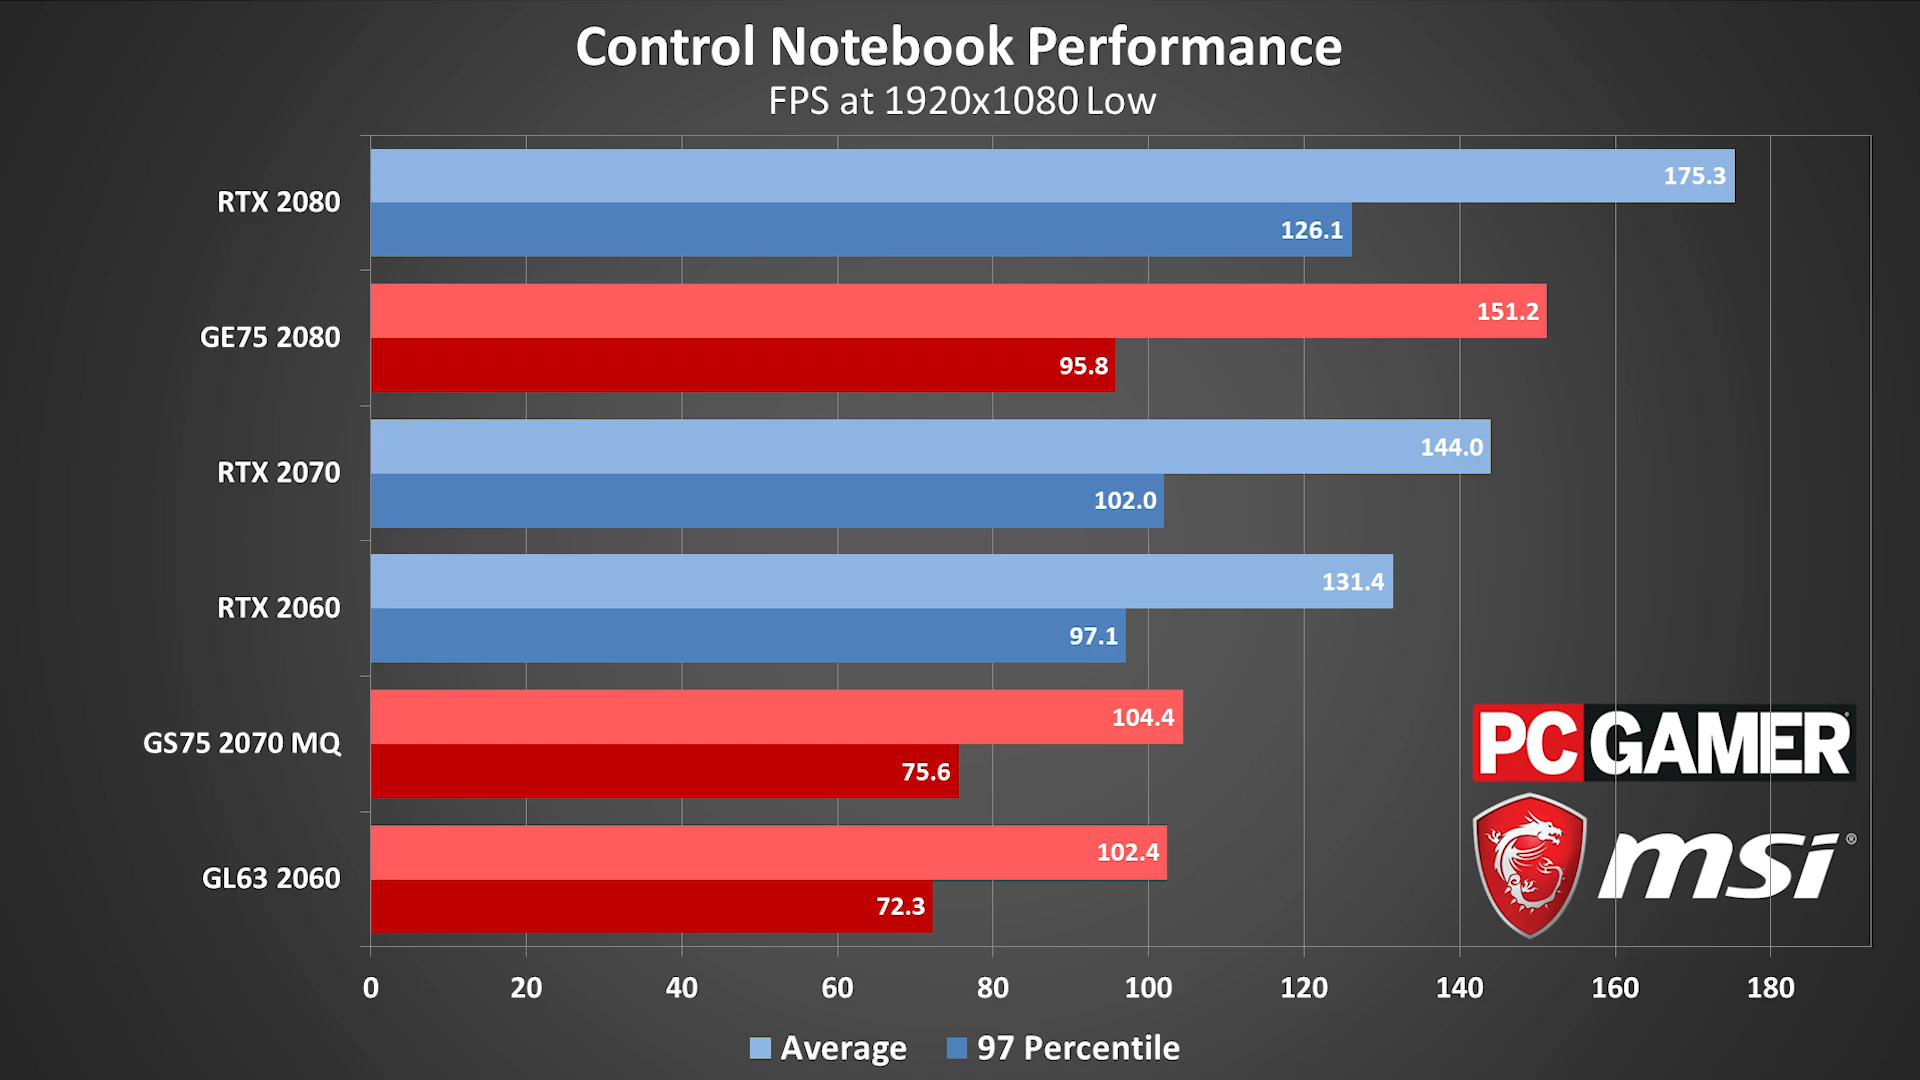 Control Notebook Performance
FPS at 1920x1080 Low
RTX 2080
175.3
126.1
GE75 2080
151.2
95.8
RTX 2070
144.0
102.0
RTX 2060
131.4
97.1
GS75 2070 MQ
104.4
75.6
GL63 2060
102.4
72.3
PC GAMER
msi ®
0 20 40 60 80 100 120 140 160 180
Average 97 Percentile